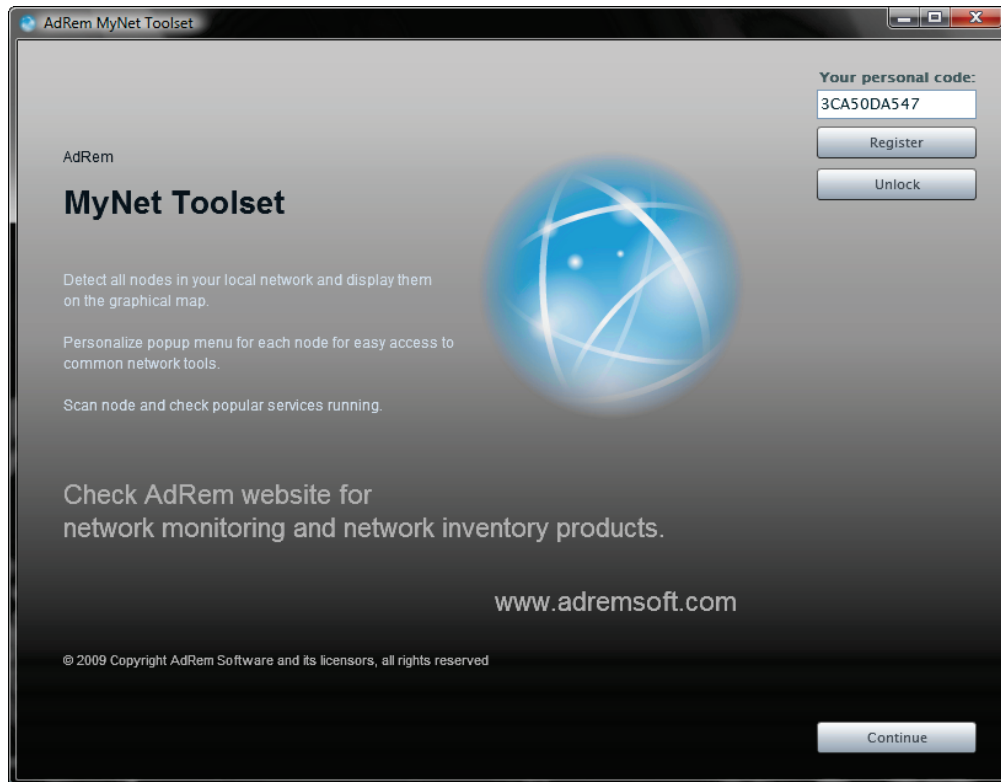 AdRem MyNet Toolset
Your personal code:
3CA50DA547
Register
Unlock
AdRem
MyNet Toolset
Detect all nodes in your local network and display them
on the graphical map.
Personalize popup menu for each node for easy access to
common network tools.
Scan node and check popular services running.
Check AdRem website for
network monitoring and network inventory products.
www.adremsoft.com
© 2009 Copyright AdRem Software and its licensors, all rights reserved
Continue